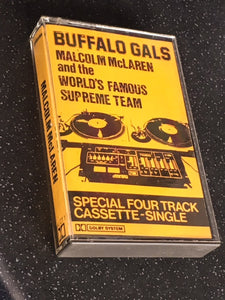 BUFFALO GALS
MALCOLM McLAREN
and the
WORLD'S FAMOUS
SUPREME TEAM
SPECIAL FOUR TRACK
CASSETTE-SINGLE
DOLBY SYSTEM
MALCOLM McLAREN